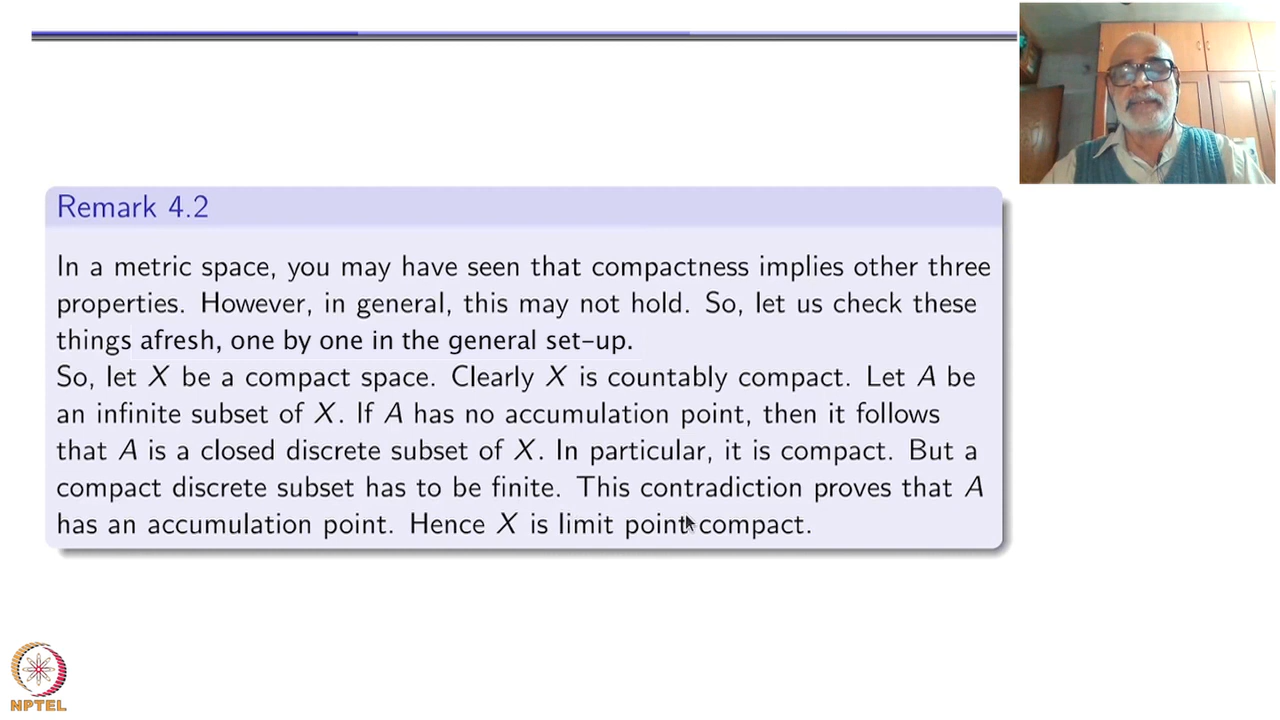 Remark 4.2
In a metric space, you may have seen that compactness implies other three
properties. However, in general, this may not hold. So, let us check these
things afresh, one by one in the general set–up.
So, let X be a compact space. Clearly X is countably compact. Let A be
an infinite subset of X. If A has no accumulation point, then it follows
that A is a closed discrete subset of X. In particular, it is compact. But a
compact discrete subset has to be finite. This contradiction proves that A
has an accumulation point. Hence X is limit point compact.
NPTEL